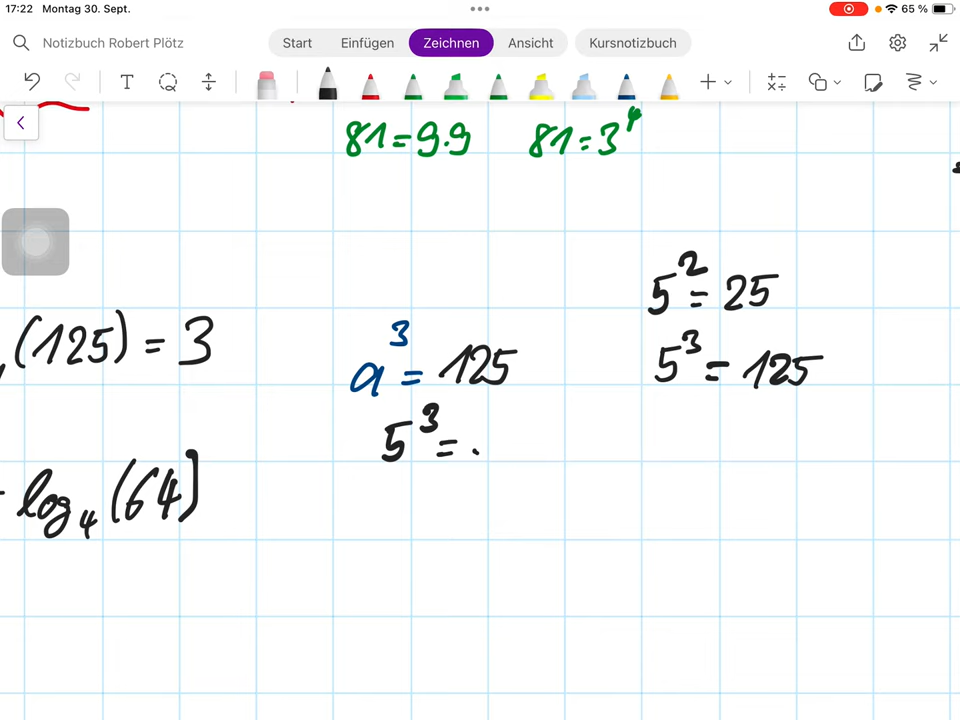 17:22 Montag 30. Sept. 65 %
Notizbuch Robert Plötz Start Einfügen Zeichnen Ansicht Kursnotizbuch
81=9·9 81=3⁴
5²=25
(125)=3 a³=125 5³=125
5³=.
log₄(64)